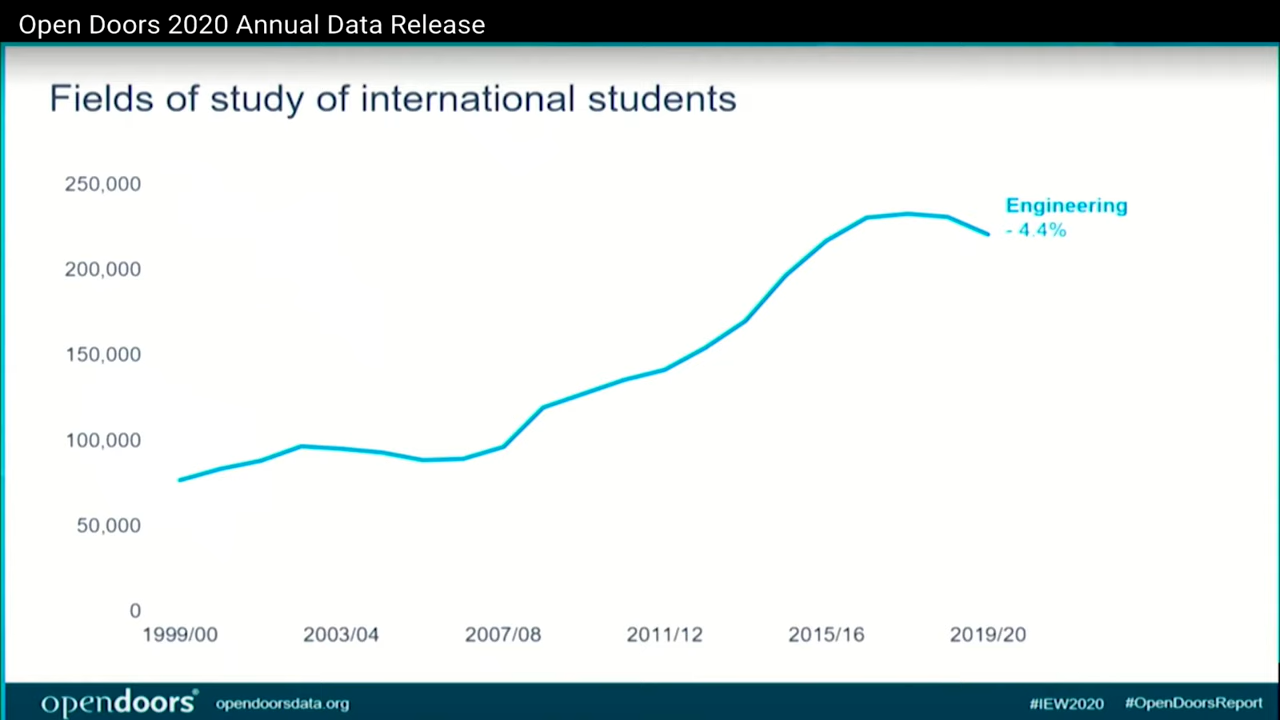 Open Doors 2020 Annual Data Release
Fields of study of international students
250,000
200,000
150,000
100,000
50,000
0
Engineering
- 4.4%
1999/00 2003/04 2007/08 2011/12 2015/16 2019/20
opendoors® opendoorsdata.org #IEW2020 #OpenDoorsReport